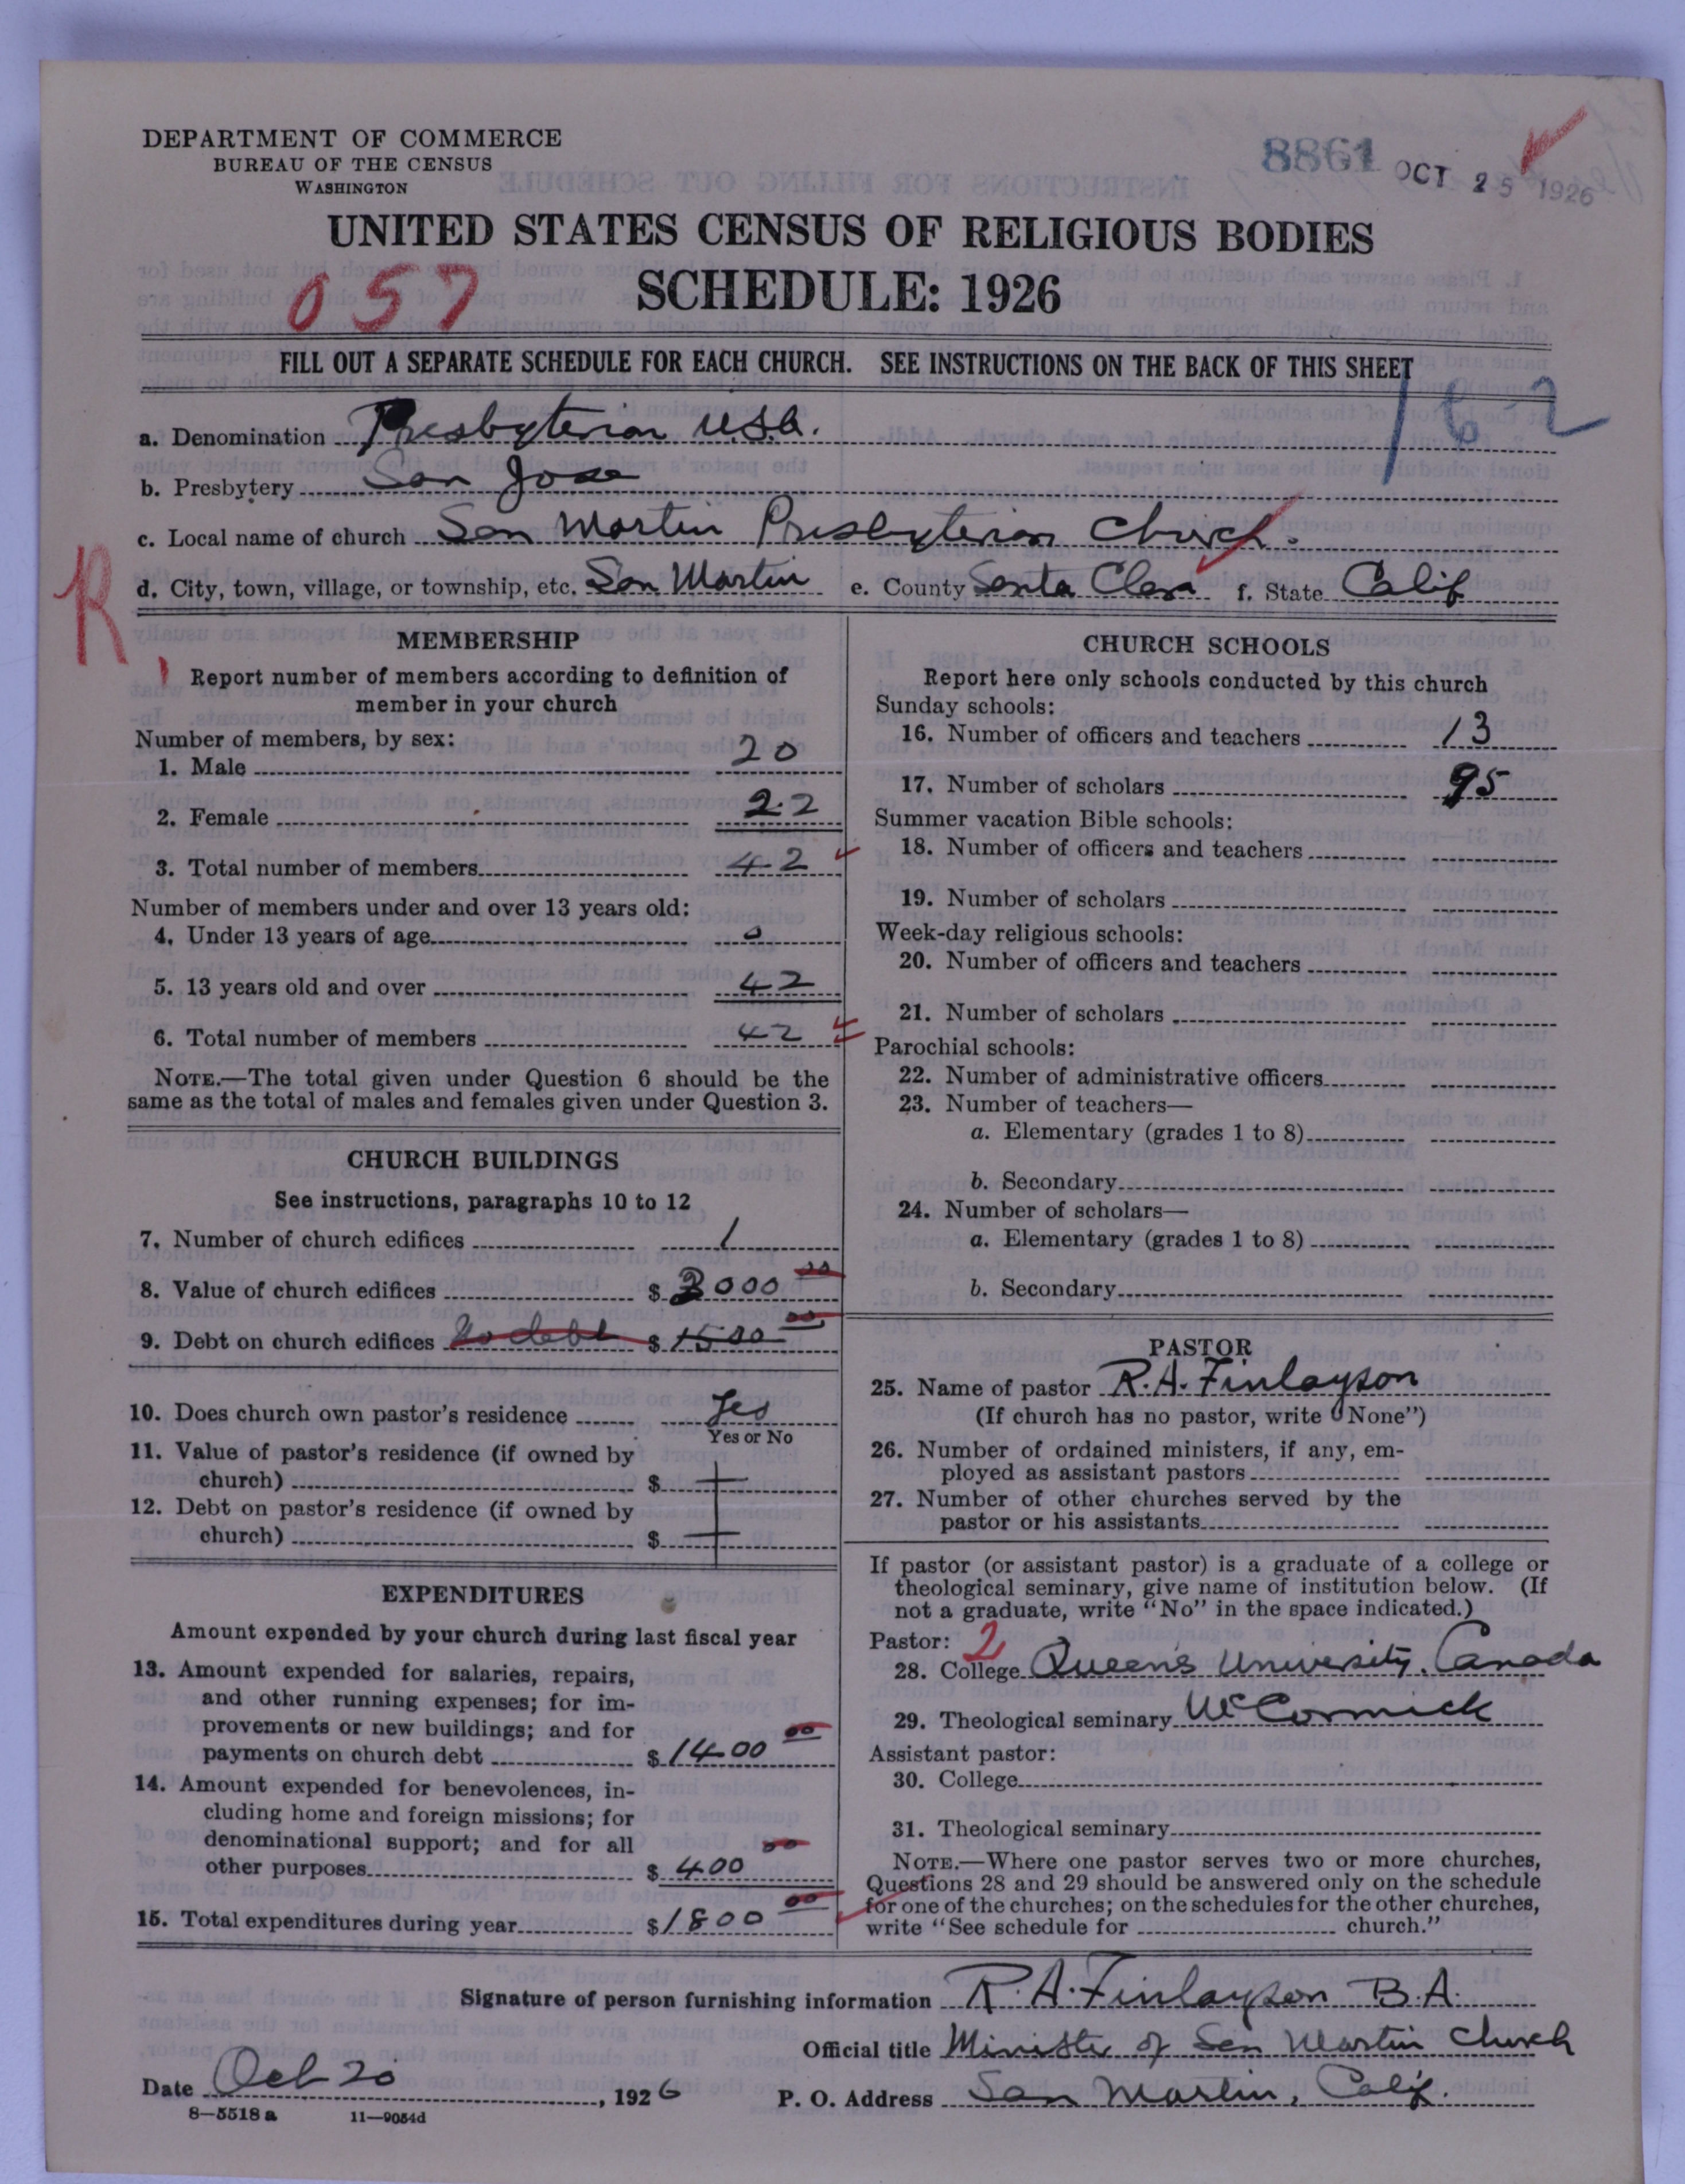 DEPARTMENT OF COMMERCE
BUREAU OF THE CENSUS
WASHINGTON
8861 OCT 25 1926
UNITED STATES CENSUS OF RELIGIOUS BODIES
SCHEDULE: 1926
057
FILL OUT A SEPARATE SCHEDULE FOR EACH CHURCH. SEE INSTRUCTIONS ON THE BACK OF THIS SHEET
162
a. Denomination Presbyterian U.S.A.
b. Presbytery San Jose
c. Local name of church San Martin Presbyterian Church.
R
d. City, town, village, or township, etc. San Martin e. County Santa Clara f. State Calif
MEMBERSHIP
Report number of members according to definition of
member in your church
Number of members, by sex:
1. Male 20
2. Female 22
3. Total number of members 42
Number of members under and over 13 years old:
4. Under 13 years of age 0
5. 13 years old and over 42
6. Total number of members 42
NOTE.—The total given under Question 6 should be the
same as the total of males and females given under Question 3.
CHURCH BUILDINGS
See instructions, paragraphs 10 to 12
7. Number of church edifices 1
8. Value of church edifices $ 3000 00
9. Debt on church edifices No debt $ 1500 00
10. Does church own pastor's residence Yes
Yes or No
11. Value of pastor's residence (if owned by
church) $
12. Debt on pastor's residence (if owned by
church) $
EXPENDITURES
Amount expended by your church during last fiscal year
13. Amount expended for salaries, repairs,
and other running expenses; for im-
provements or new buildings; and for
payments on church debt $ 1400 00
14. Amount expended for benevolences, in-
cluding home and foreign missions; for
denominational support; and for all
other purposes $ 400 00
15. Total expenditures during year $ 1800 00
CHURCH SCHOOLS
Report here only schools conducted by this church
Sunday schools:
16. Number of officers and teachers 13
17. Number of scholars 95
Summer vacation Bible schools:
18. Number of officers and teachers
19. Number of scholars
Week-day religious schools:
20. Number of officers and teachers
21. Number of scholars
Parochial schools:
22. Number of administrative officers
23. Number of teachers—
a. Elementary (grades 1 to 8)
b. Secondary
24. Number of scholars—
a. Elementary (grades 1 to 8)
b. Secondary
PASTOR
25. Name of pastor R.A. Finlayson
(If church has no pastor, write "None")
26. Number of ordained ministers, if any, em-
ployed as assistant pastors
27. Number of other churches served by the
pastor or his assistants
If pastor (or assistant pastor) is a graduate of a college or
theological seminary, give name of institution below. (If
not a graduate, write "No" in the space indicated.)
Pastor: 2
28. College Queen's University, Canada
29. Theological seminary McCormick
Assistant pastor:
30. College
31. Theological seminary
NOTE.—Where one pastor serves two or more churches,
Questions 28 and 29 should be answered only on the schedule
for one of the churches; on the schedules for the other churches,
write "See schedule for church."
Signature of person furnishing information R.A. Finlayson B.A.
Official title Minister of San Martin Church
Date Oct 20, 1926 P. O. Address San Martin, Calif.
8—5518 a 11—9054d